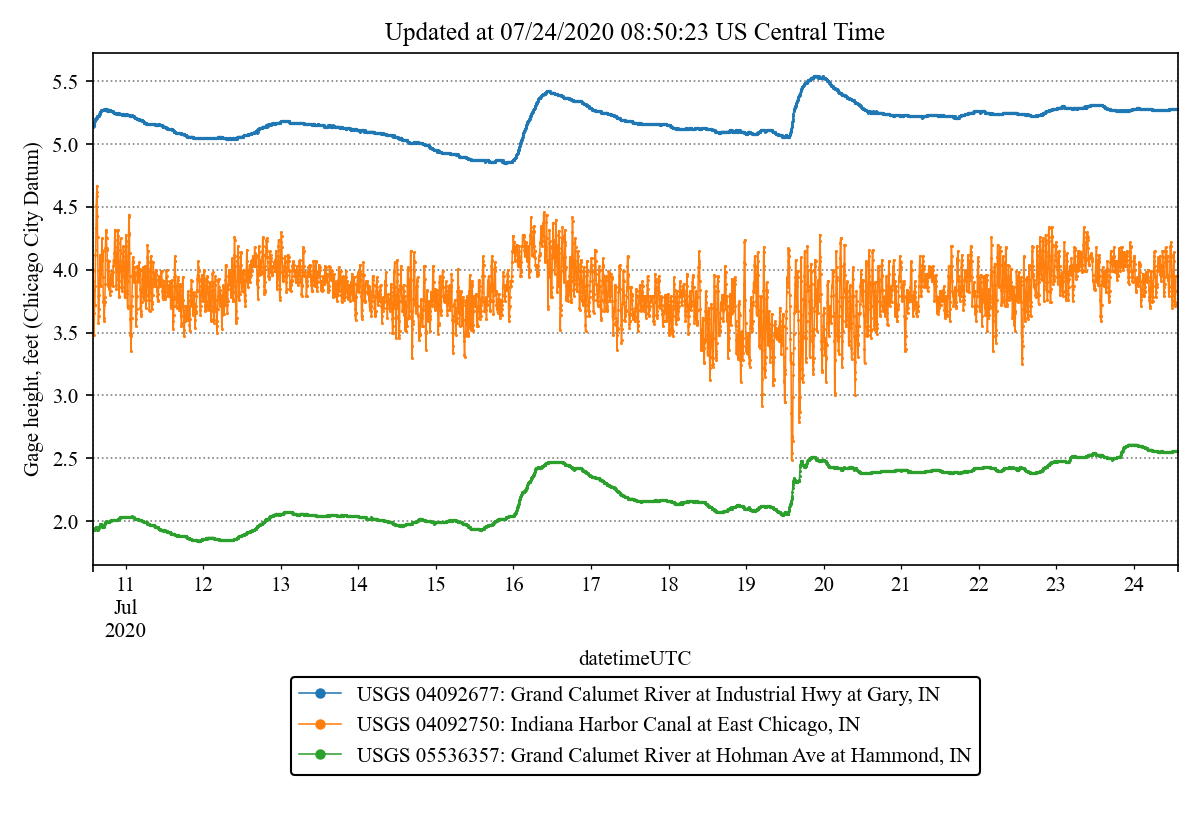 Updated at 07/24/2020 08:50:23 US Central Time
Gage height, feet (Chicago City Datum)
5.5
5.0
4.5
4.0
3.5
3.0
2.5
2.0
11 12 13 14 15 16 17 18 19 20 21 22 23 24
Jul
2020
datetimeUTC
USGS 04092677: Grand Calumet River at Industrial Hwy at Gary, IN
USGS 04092750: Indiana Harbor Canal at East Chicago, IN
USGS 05536357: Grand Calumet River at Hohman Ave at Hammond, IN